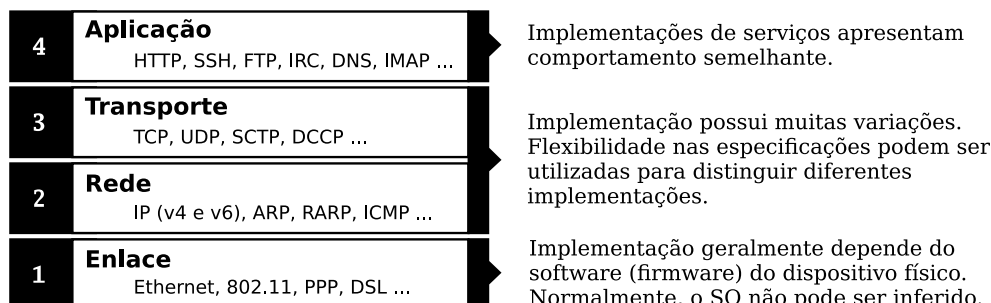 4
Aplicação
HTTP, SSH, FTP, IRC, DNS, IMAP ...
Implementações de serviços apresentam
comportamento semelhante.
3
Transporte
TCP, UDP, SCTP, DCCP ...
2
Rede
IP (v4 e v6), ARP, RARP, ICMP ...
Implementação possui muitas variações.
Flexibilidade nas especificações podem ser
utilizadas para distinguir diferentes
implementações.
1
Enlace
Ethernet, 802.11, PPP, DSL ...
Implementação geralmente depende do
software (firmware) do dispositivo físico.
Normalmente, o SO não pode ser inferido.